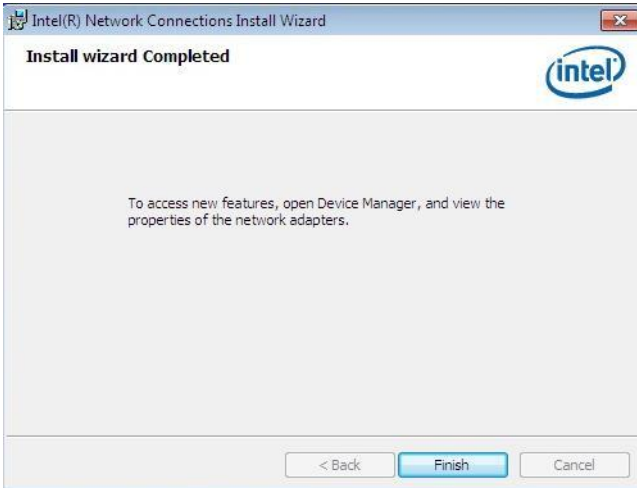 Intel(R) Network Connections Install Wizard
Install wizard Completed
intel
To access new features, open Device Manager, and view the
properties of the network adapters.
< Back
Finish
Cancel